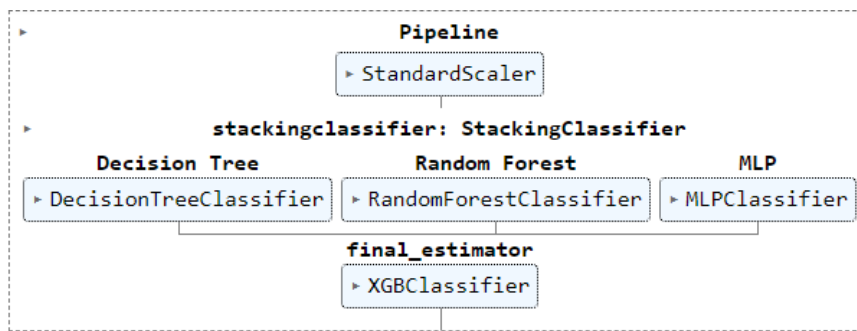 Pipeline
StandardScaler
stackingclassifier: StackingClassifier
Decision Tree Random Forest MLP
DecisionTreeClassifier RandomForestClassifier MLPClassifier
final_estimator
XGBClassifier